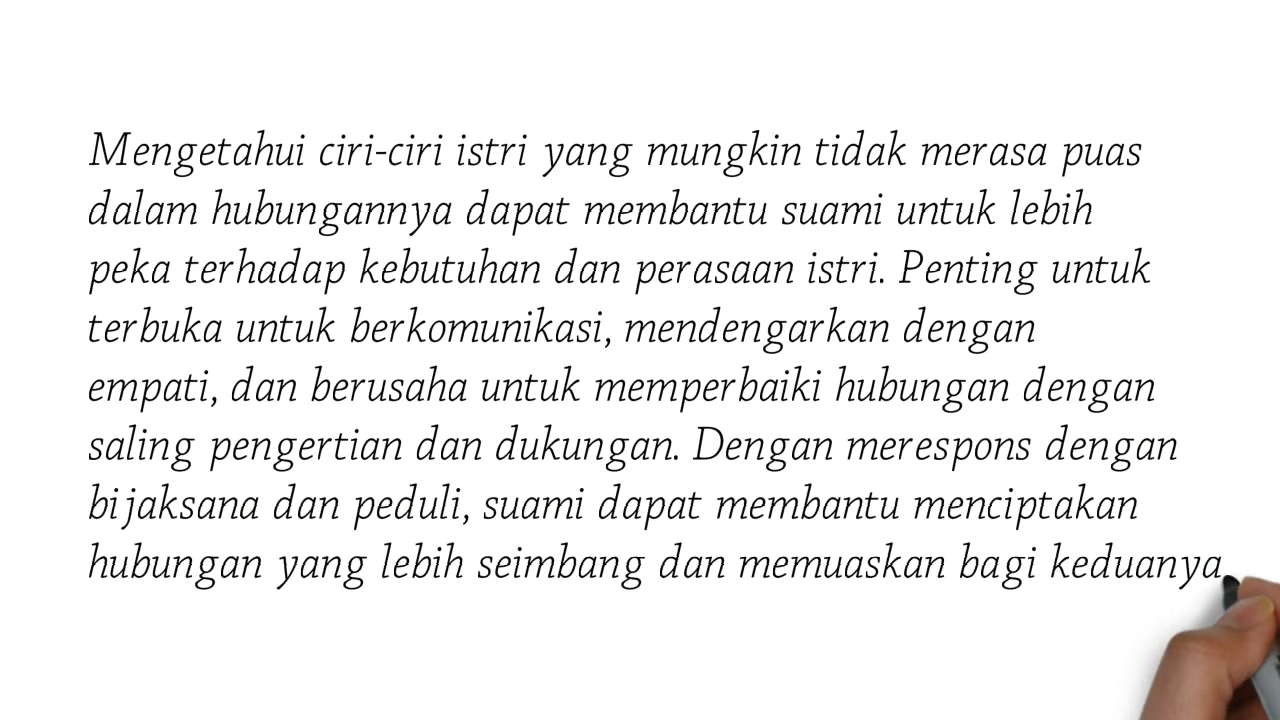 Mengetahui ciri-ciri istri yang mungkin tidak merasa puas
dalam hubungannya dapat membantu suami untuk lebih
peka terhadap kebutuhan dan perasaan istri. Penting untuk
terbuka untuk berkomunikasi, mendengarkan dengan
empati, dan berusaha untuk memperbaiki hubungan dengan
saling pengertian dan dukungan. Dengan merespons dengan
bijaksana dan peduli, suami dapat membantu menciptakan
hubungan yang lebih seimbang dan memuaskan bagi keduanya.